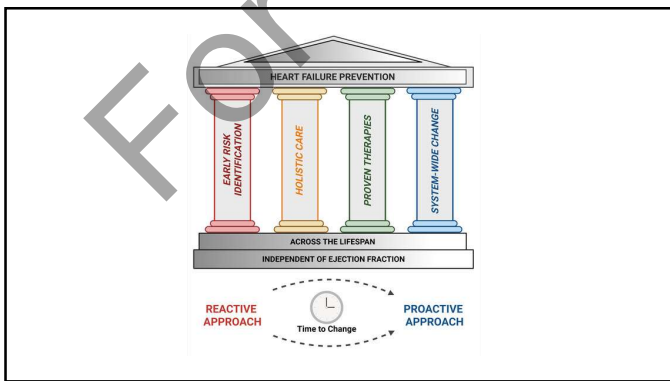 For
HEART FAILURE PREVENTION
EARLY RISK
IDENTIFICATION
HOLISTIC CARE
PROVEN THERAPIES
SYSTEM-WIDE CHANGE
ACROSS THE LIFESPAN
INDEPENDENT OF EJECTION FRACTION
REACTIVE
APPROACH
Time to Change
PROACTIVE
APPROACH